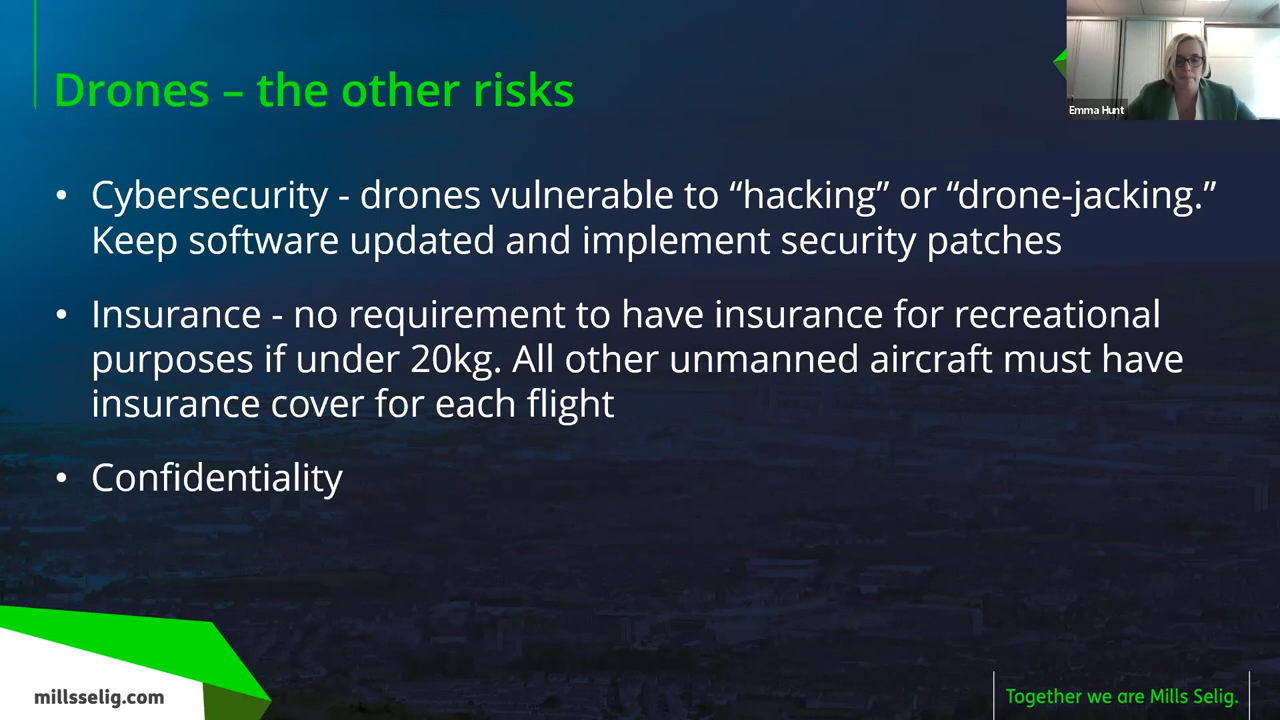 Drones – the other risks
Emma Hunt
• Cybersecurity - drones vulnerable to “hacking” or “drone-jacking.”
Keep software updated and implement security patches
• Insurance - no requirement to have insurance for recreational
purposes if under 20kg. All other unmanned aircraft must have
insurance cover for each flight
• Confidentiality
millsselig.com
Together we are Mills Selig.